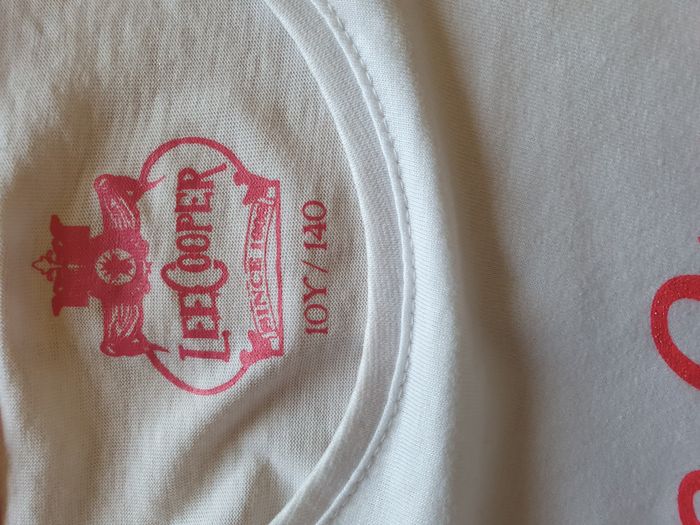 LEE COOPER
SINCE 1908
10Y / 140